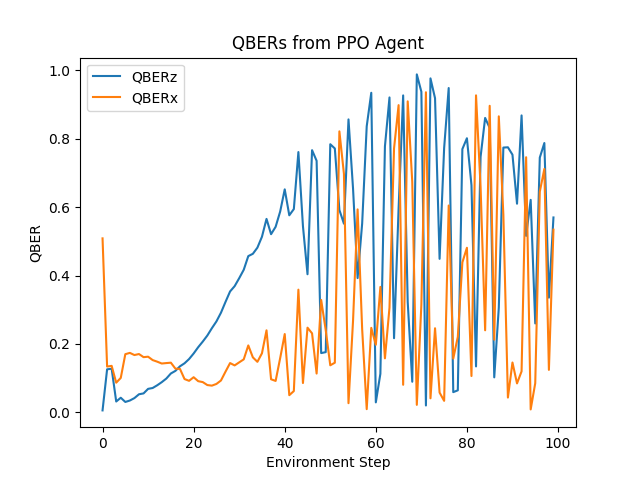 QBERs from PPO Agent
QBERz
QBERx
1.0
0.8
0.6
0.4
0.2
0.0
QBER
0 20 40 60 80 100
Environment Step